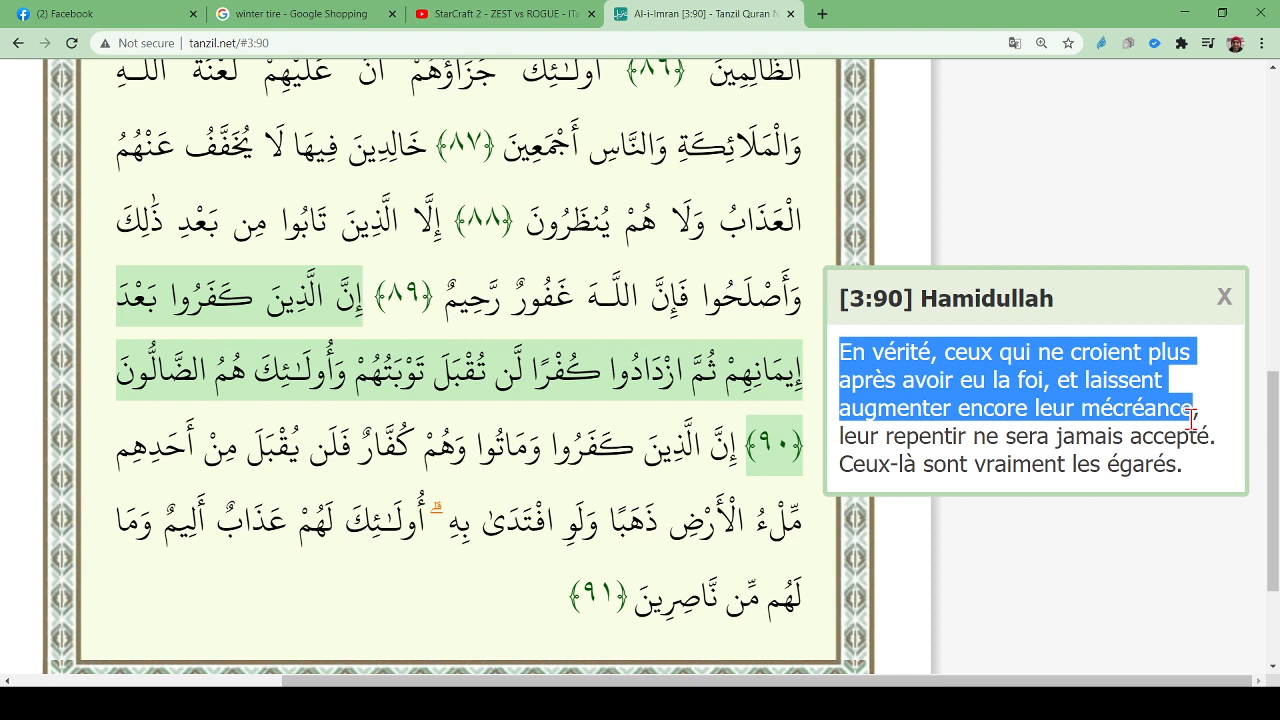 (2) Facebook
winter tire - Google Shopping
StarCraft 2 - ZEST vs ROGUE - ITa
Al-i-Imran [3:90] - Tanzil Quran N
Not secure | tanzil.net/#3:90
الظَّالِمِينَ ﴿٨٦﴾ أُولَـٰئِكَ جَزَاؤُهُمْ أَنَّ عَلَيْهِمْ لَعْنَةَ اللَّـهِ
وَالْمَلَائِكَةِ وَالنَّاسِ أَجْمَعِينَ ﴿٨٧﴾ خَالِدِينَ فِيهَا لَا يُخَفَّفُ عَنْهُمُ
الْعَذَابُ وَلَا هُمْ يُنظَرُونَ ﴿٨٨﴾ إِلَّا الَّذِينَ تَابُوا مِن بَعْدِ ذَٰلِكَ
وَأَصْلَحُوا فَإِنَّ اللَّـهَ غَفُورٌ رَّحِيمٌ ﴿٨٩﴾ إِنَّ الَّذِينَ كَفَرُوا بَعْدَ
إِيمَانِهِمْ ثُمَّ ازْدَادُوا كُفْرًا لَّن تُقْبَلَ تَوْبَتُهُمْ وَأُولَـٰئِكَ هُمُ الضَّالُّونَ
﴿٩٠﴾ إِنَّ الَّذِينَ كَفَرُوا وَمَاتُوا وَهُمْ كُفَّارٌ فَلَن يُقْبَلَ مِنْ أَحَدِهِم
مِّلْءُ الْأَرْضِ ذَهَبًا وَلَوِ افْتَدَىٰ بِهِ ۗ أُولَـٰئِكَ لَهُمْ عَذَابٌ أَلِيمٌ وَمَا
لَهُم مِّن نَّاصِرِينَ ﴿٩١﴾
[3:90] Hamidullah
X
En vérité, ceux qui ne croient plus
après avoir eu la foi, et laissent
augmenter encore leur mécréance,
leur repentir ne sera jamais accepté.
Ceux-là sont vraiment les égarés.